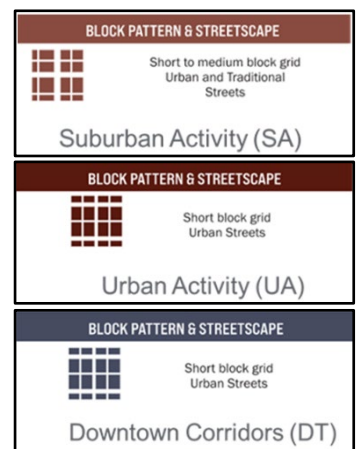 BLOCK PATTERN & STREETSCAPE
Short to medium block grid
Urban and Traditional
Streets
Suburban Activity (SA)
BLOCK PATTERN & STREETSCAPE
Short block grid
Urban Streets
Urban Activity (UA)
BLOCK PATTERN & STREETSCAPE
Short block grid
Urban Streets
Downtown Corridors (DT)